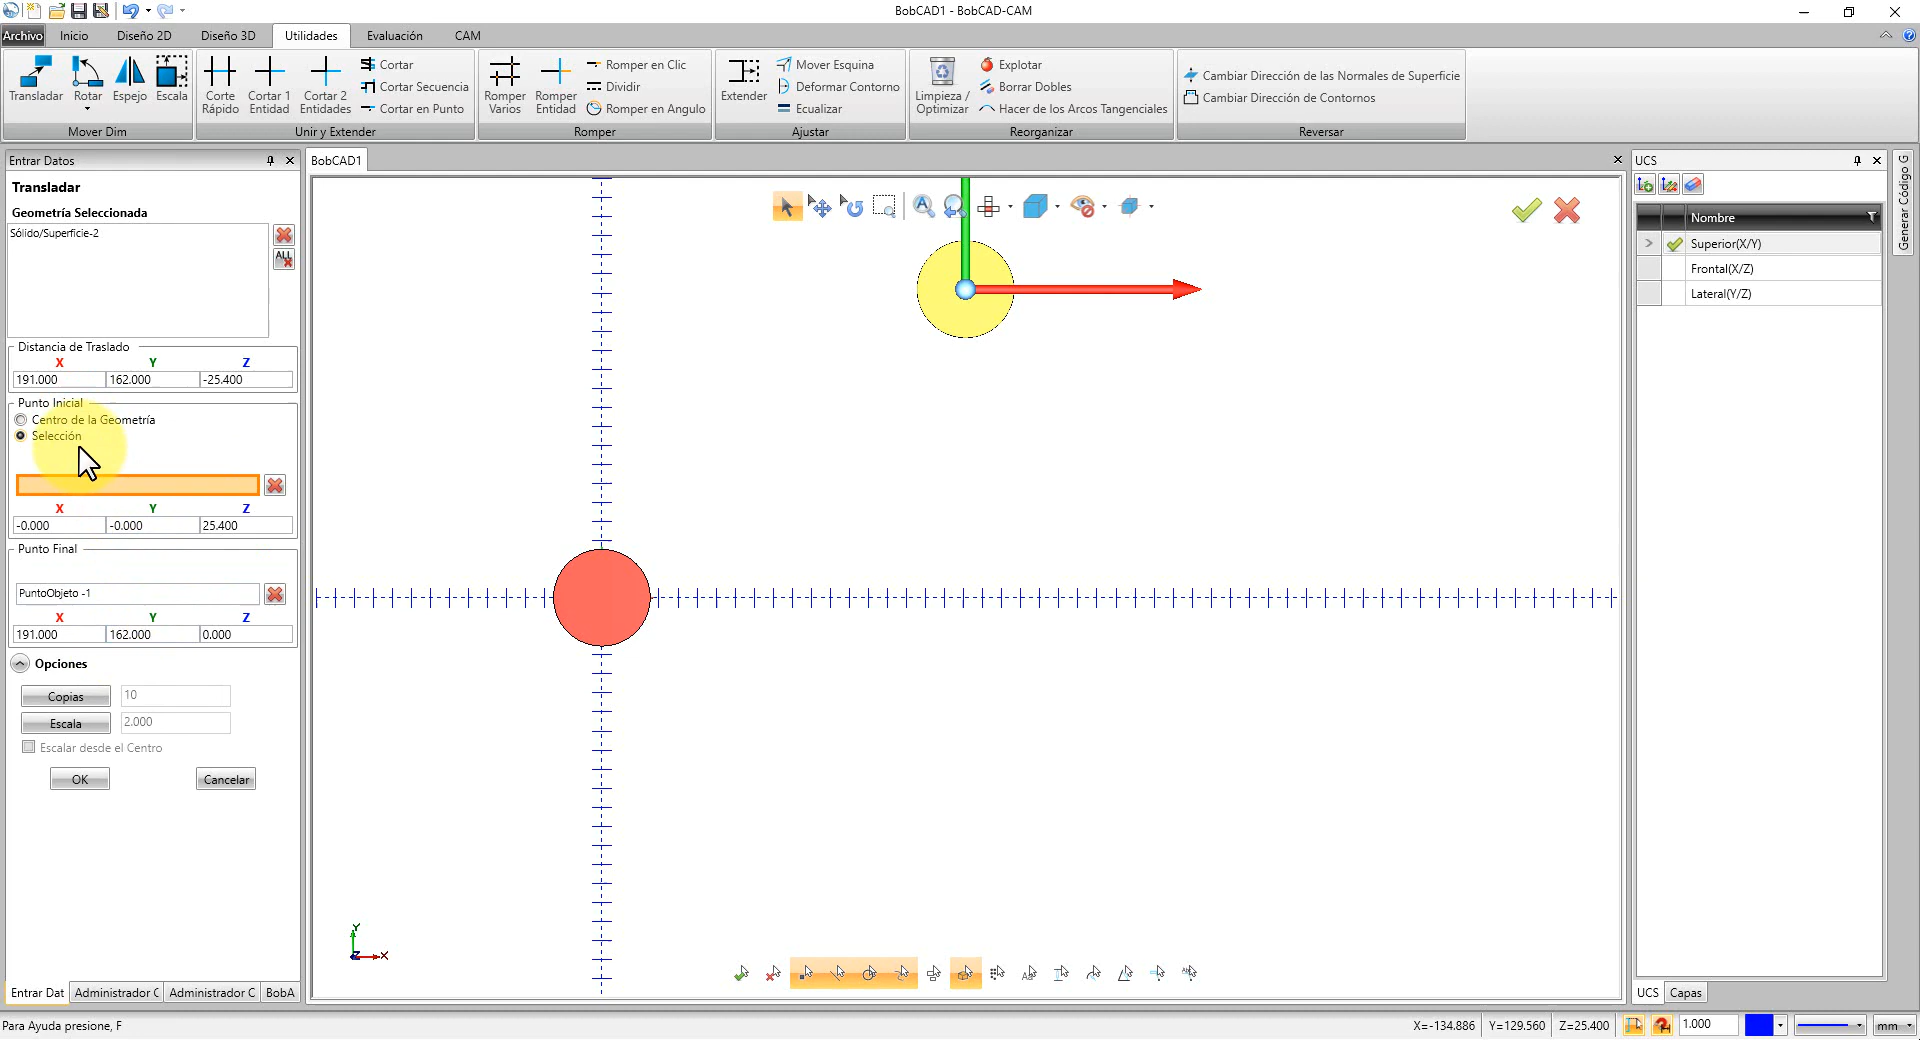 BobCAD1 - BobCAD-CAM
Archivo Inicio Diseño 2D Diseño 3D Utilidades Evaluación CAM
Transladar Rotar Espejo Escala
Mover Dim
Corte Rápido Cortar 1 Entidad Cortar 2 Entidades
Cortar
Cortar Secuencia
Cortar en Punto
Unir y Extender
Romper Varios Romper Entidad
Romper en Clic
Dividir
Romper en Angulo
Romper
Extender
Mover Esquina
Deformar Contorno
Ecualizar
Ajustar
Limpieza / Optimizar
Explotar
Borrar Dobles
Hacer de los Arcos Tangenciales
Reorganizar
Cambiar Dirección de las Normales de Superficie
Cambiar Dirección de Contornos
Reversar
Entrar Datos
Transladar
Geometría Seleccionada
Sólido/Superficie-2
ALL
Distancia de Traslado
X Y Z
191.000 162.000 -25.400
Punto Inicial
Centro de la Geometría
Selección
X Y Z
-0.000 -0.000 25.400
Punto Final
PuntoObjeto -1
X Y Z
191.000 162.000 0.000
Opciones
Copias 10
Escala 2.000
Escalar desde el Centro
OK Cancelar
Entrar Dat Administrador C Administrador C BobA
BobCAD1
Y
Z X
UCS
Nombre
Superior(X/Y)
Frontal(X/Z)
Lateral(Y/Z)
UCS Capas
Generar Código G
Para Ayuda presione, F
X=-134.886 Y=129.560 Z=25.400 1.000 mm